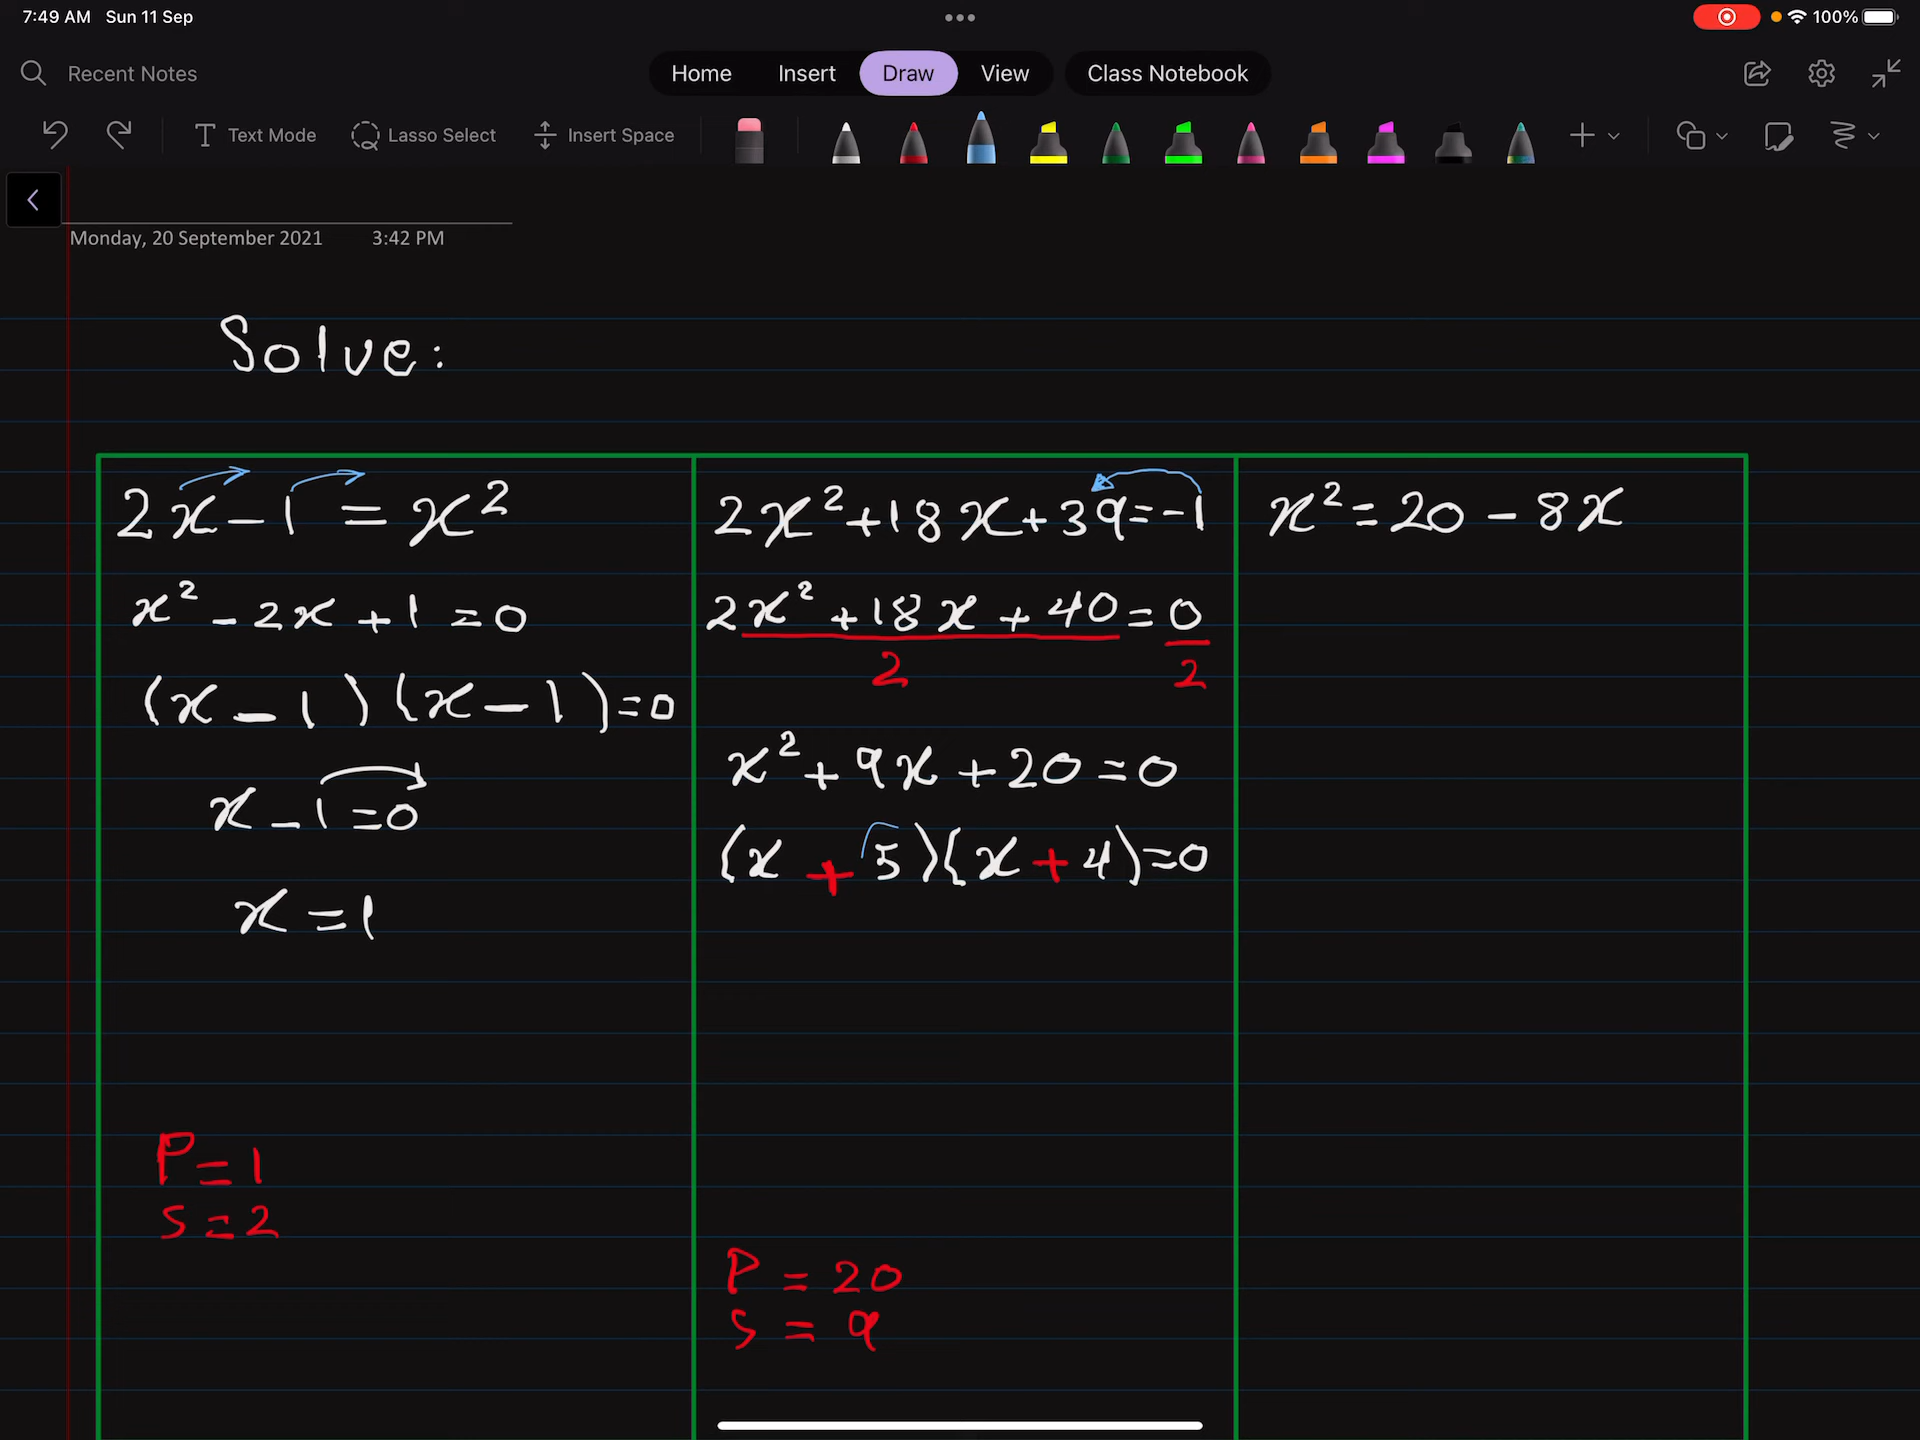 7:49 AM Sun 11 Sep
100%
Recent Notes
Home Insert Draw View Class Notebook
Text Mode Lasso Select Insert Space
Monday, 20 September 2021 3:42 PM
Solve:
2x - 1 = x²
x² - 2x + 1 = 0
(x - 1)(x - 1) = 0
x - 1 = 0
x = 1
P = 1
S = 2
2x² + 18x + 39 = -1
2x² + 18x + 40 = 0
2 2
x² + 9x + 20 = 0
(x + 5)(x + 4) = 0
P = 20
S = 9
x² = 20 - 8x